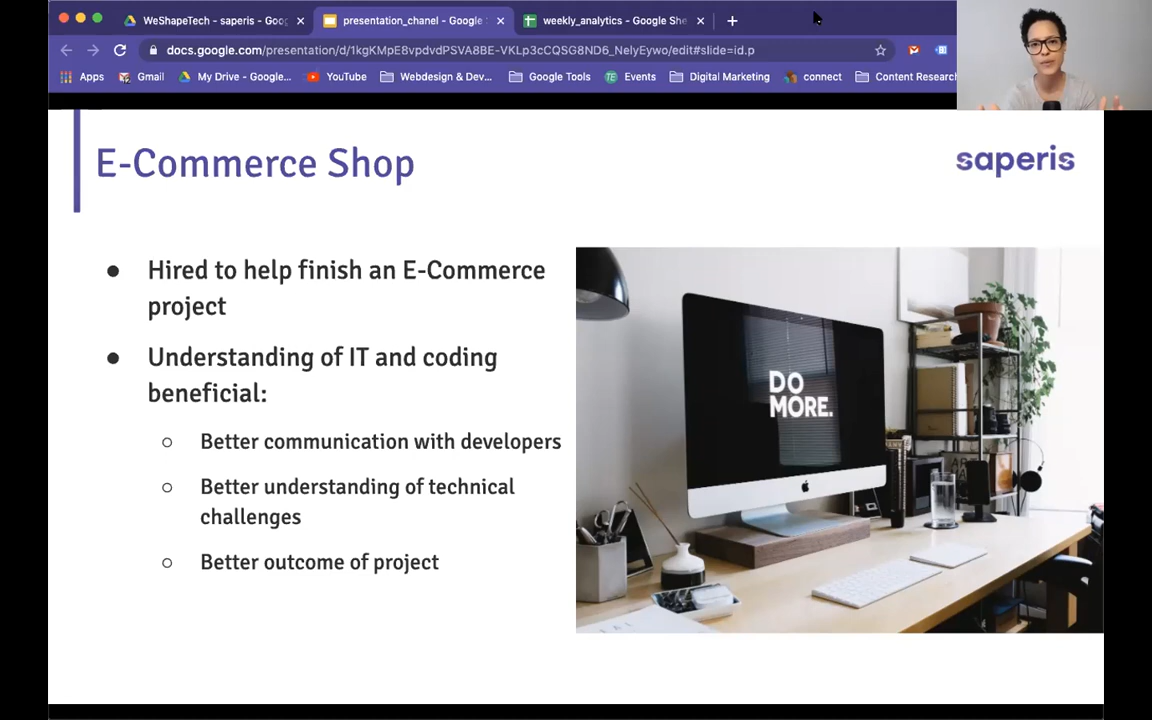 WeShapeTech - saperis - Goog
presentation_chanel - Google S
weekly_analytics - Google She
docs.google.com/presentation/d/1kgKMpE8vpdvdPSVA8BE-VKLp3cCQSG8ND6_NelyEywo/edit#slide=id.p
Apps
Gmail
My Drive - Google...
YouTube
Webdesign & Dev...
Google Tools
TE
Events
Digital Marketing
connect
Content Research
E-Commerce Shop
saperis
● Hired to help finish an E-Commerce
project
● Understanding of IT and coding
beneficial:
○ Better communication with developers
○ Better understanding of technical
challenges
○ Better outcome of project
DO
MORE.